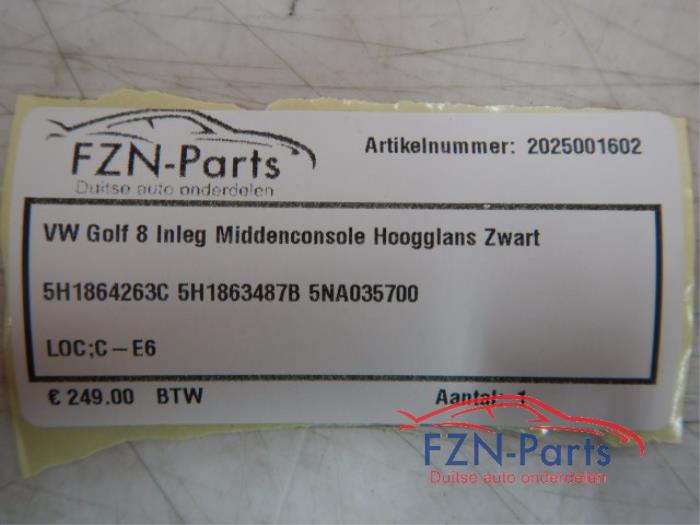 FZN-Parts
Duitse auto onderdelen
Artikelnummer: 2025001602
VW Golf 8 Inleg Middenconsole Hoogglans Zwart
5H1864263C 5H1863487B 5NA035700
LOC;C-E6
€ 249.00 BTW
Aantal: 1
FZN-Parts
Duitse auto onderdelen